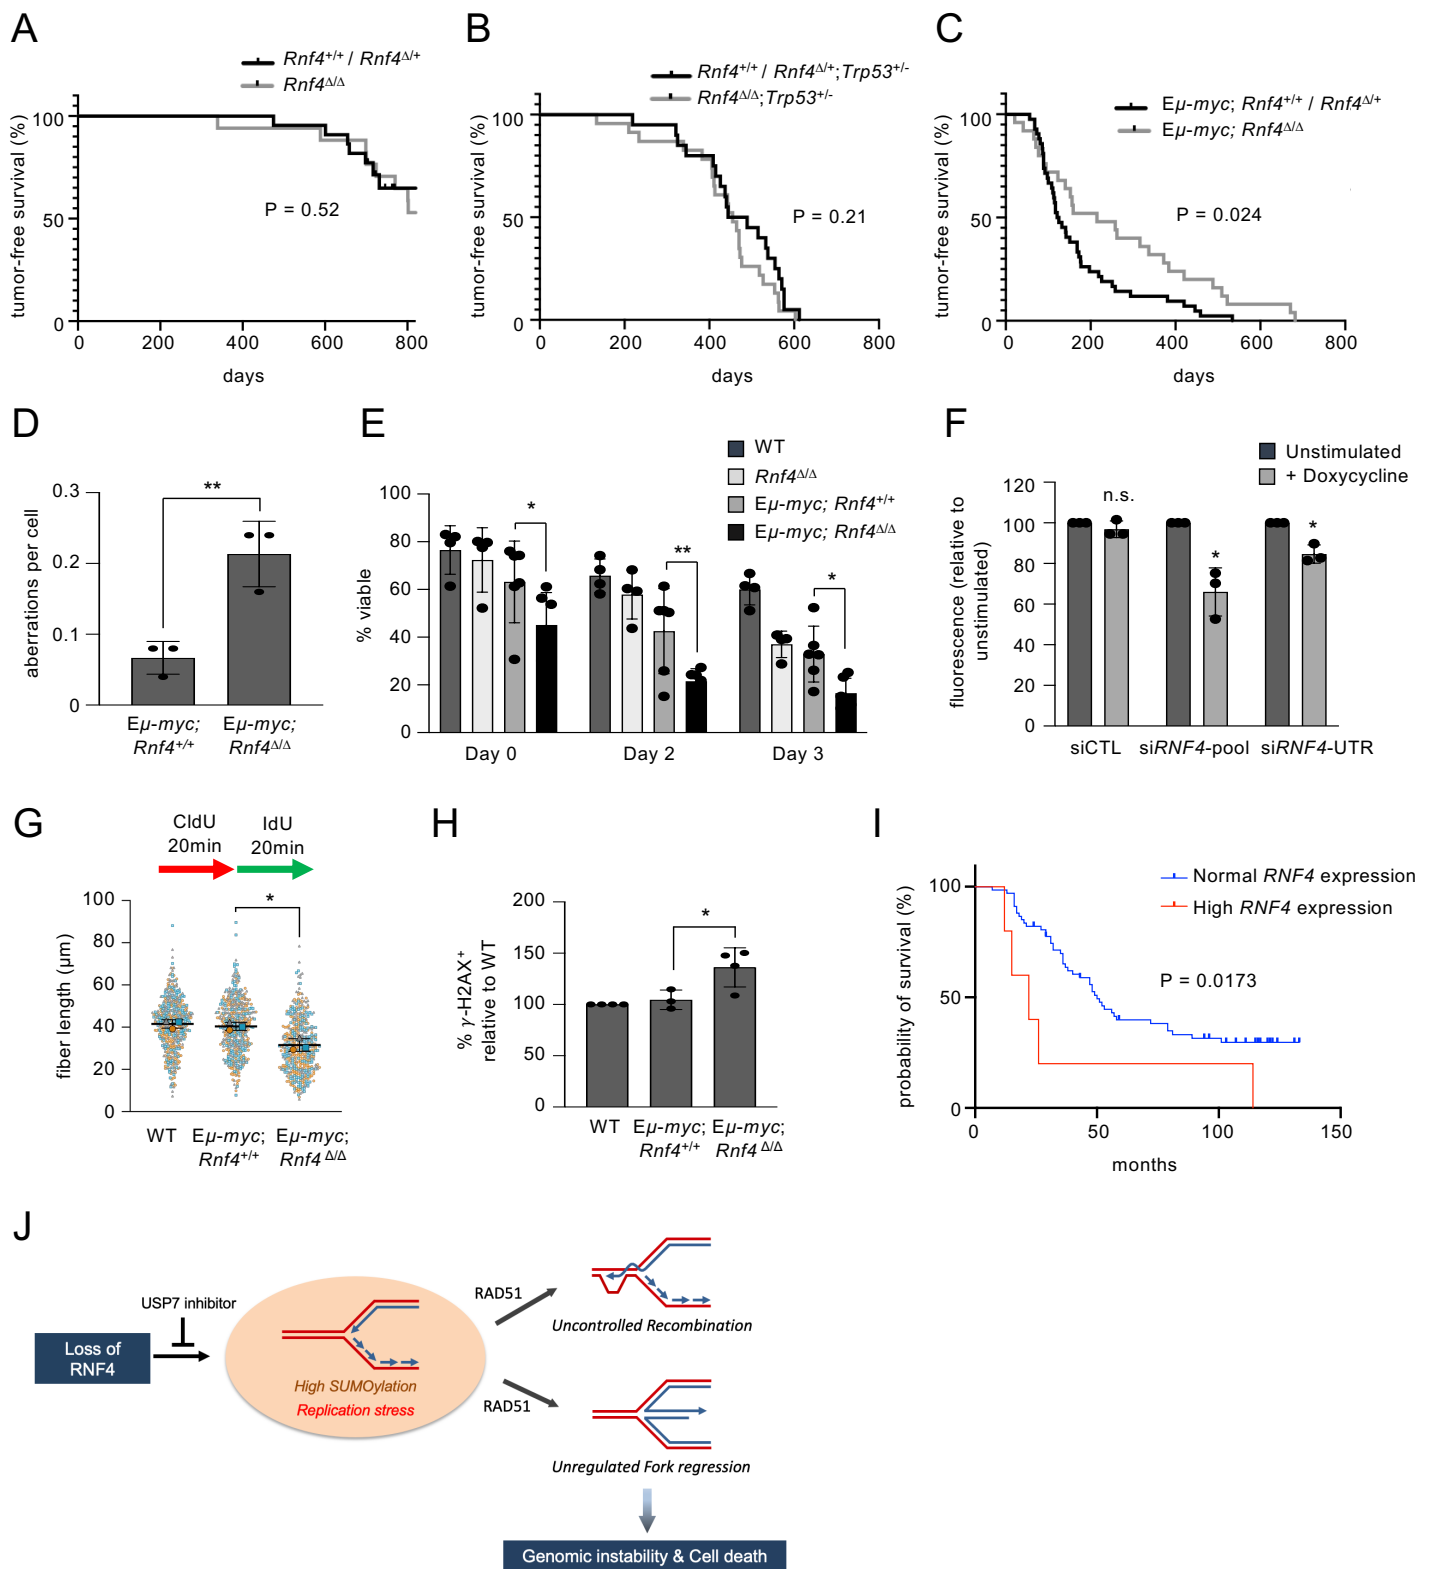 A
Rnf4+/+ / Rnf4Δ/+
Rnf4Δ/Δ
tumor-free survival (%)
100
50
0
0 200 400 600 800
days
P = 0.52
B
Rnf4+/+ / Rnf4Δ/+;Trp53+/-
Rnf4Δ/Δ;Trp53+/-
tumor-free survival (%)
100
50
0
0 200 400 600 800
days
P = 0.21
C
Eµ-myc; Rnf4+/+ / Rnf4Δ/+
Eµ-myc; Rnf4Δ/Δ
tumor-free survival (%)
100
50
0
0 200 400 600 800
days
P = 0.024
D
aberrations per cell
0.3
0.2
0.1
0
**
Eµ-myc;
Rnf4+/+
Eµ-myc;
Rnf4Δ/Δ
E
WT
Rnf4Δ/Δ
Eµ-myc; Rnf4+/+
Eµ-myc; Rnf4Δ/Δ
% viable
100
80
60
40
20
0
*
**
*
Day 0 Day 2 Day 3
F
Unstimulated
+ Doxycycline
fluorescence (relative to
unstimulated)
120
100
80
60
40
20
0
n.s.
*
*
siCTL siRNF4-pool siRNF4-UTR
G
CldU
20min
IdU
20min
fiber length (µm)
100
80
60
40
20
0
*
WT
Eµ-myc;
Rnf4+/+
Eµ-myc;
Rnf4 Δ/Δ
H
% γ-H2AX+
relative to WT
200
150
100
50
0
*
WT
Eµ-myc;
Rnf4+/+
Eµ-myc;
Rnf4 Δ/Δ
I
Normal RNF4 expression
High RNF4 expression
probability of survival (%)
100
50
0
0 50 100 150
months
P = 0.0173
J
USP7 inhibitor
Loss of
RNF4
High SUMOylation
Replication stress
RAD51
Uncontrolled Recombination
RAD51
Unregulated Fork regression
Genomic instability & Cell death